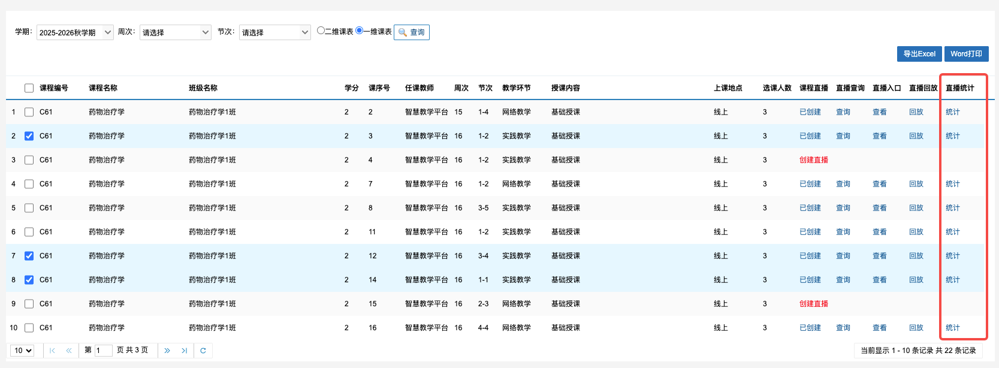 学期: 2025-2026秋学期 周次: 请选择 节次: 请选择 二维课表 一维课表 查询
导出Excel Word打印
课程编号 课程名称 班级名称 学分 课序号 任课教师 周次 节次 教学环节 授课内容 上课地点 选课人数 课程直播 直播查询 直播入口 直播回放 直播统计
1 C61 药物治疗学 药物治疗学1班 2 2 智慧教学平台 15 1-4 网络教学 基础授课 线上 3 已创建 查询 查看 回放 统计
2 C61 药物治疗学 药物治疗学1班 2 3 智慧教学平台 16 1-2 实践教学 基础授课 线上 3 已创建 查询 查看 回放 统计
3 C61 药物治疗学 药物治疗学1班 2 4 智慧教学平台 16 1-2 实践教学 基础授课 线上 3 创建直播
4 C61 药物治疗学 药物治疗学1班 2 7 智慧教学平台 16 1-2 网络教学 基础授课 线上 3 已创建 查询 查看 回放 统计
5 C61 药物治疗学 药物治疗学1班 2 8 智慧教学平台 16 3-5 实践教学 基础授课 线上 3 已创建 查询 查看 回放 统计
6 C61 药物治疗学 药物治疗学1班 2 11 智慧教学平台 16 1-2 实践教学 基础授课 线上 3 已创建 查询 查看 回放 统计
7 C61 药物治疗学 药物治疗学1班 2 12 智慧教学平台 16 3-4 实践教学 基础授课 线上 3 已创建 查询 查看 回放 统计
8 C61 药物治疗学 药物治疗学1班 2 14 智慧教学平台 16 1-1 实践教学 基础授课 线上 3 已创建 查询 查看 回放 统计
9 C61 药物治疗学 药物治疗学1班 2 15 智慧教学平台 16 2-3 网络教学 基础授课 线上 3 创建直播
10 C61 药物治疗学 药物治疗学1班 2 16 智慧教学平台 16 4-4 网络教学 基础授课 线上 3 已创建 查询 查看 回放 统计
10 第 1 页 共 3 页 当前显示 1 - 10 条记录 共 22 条记录